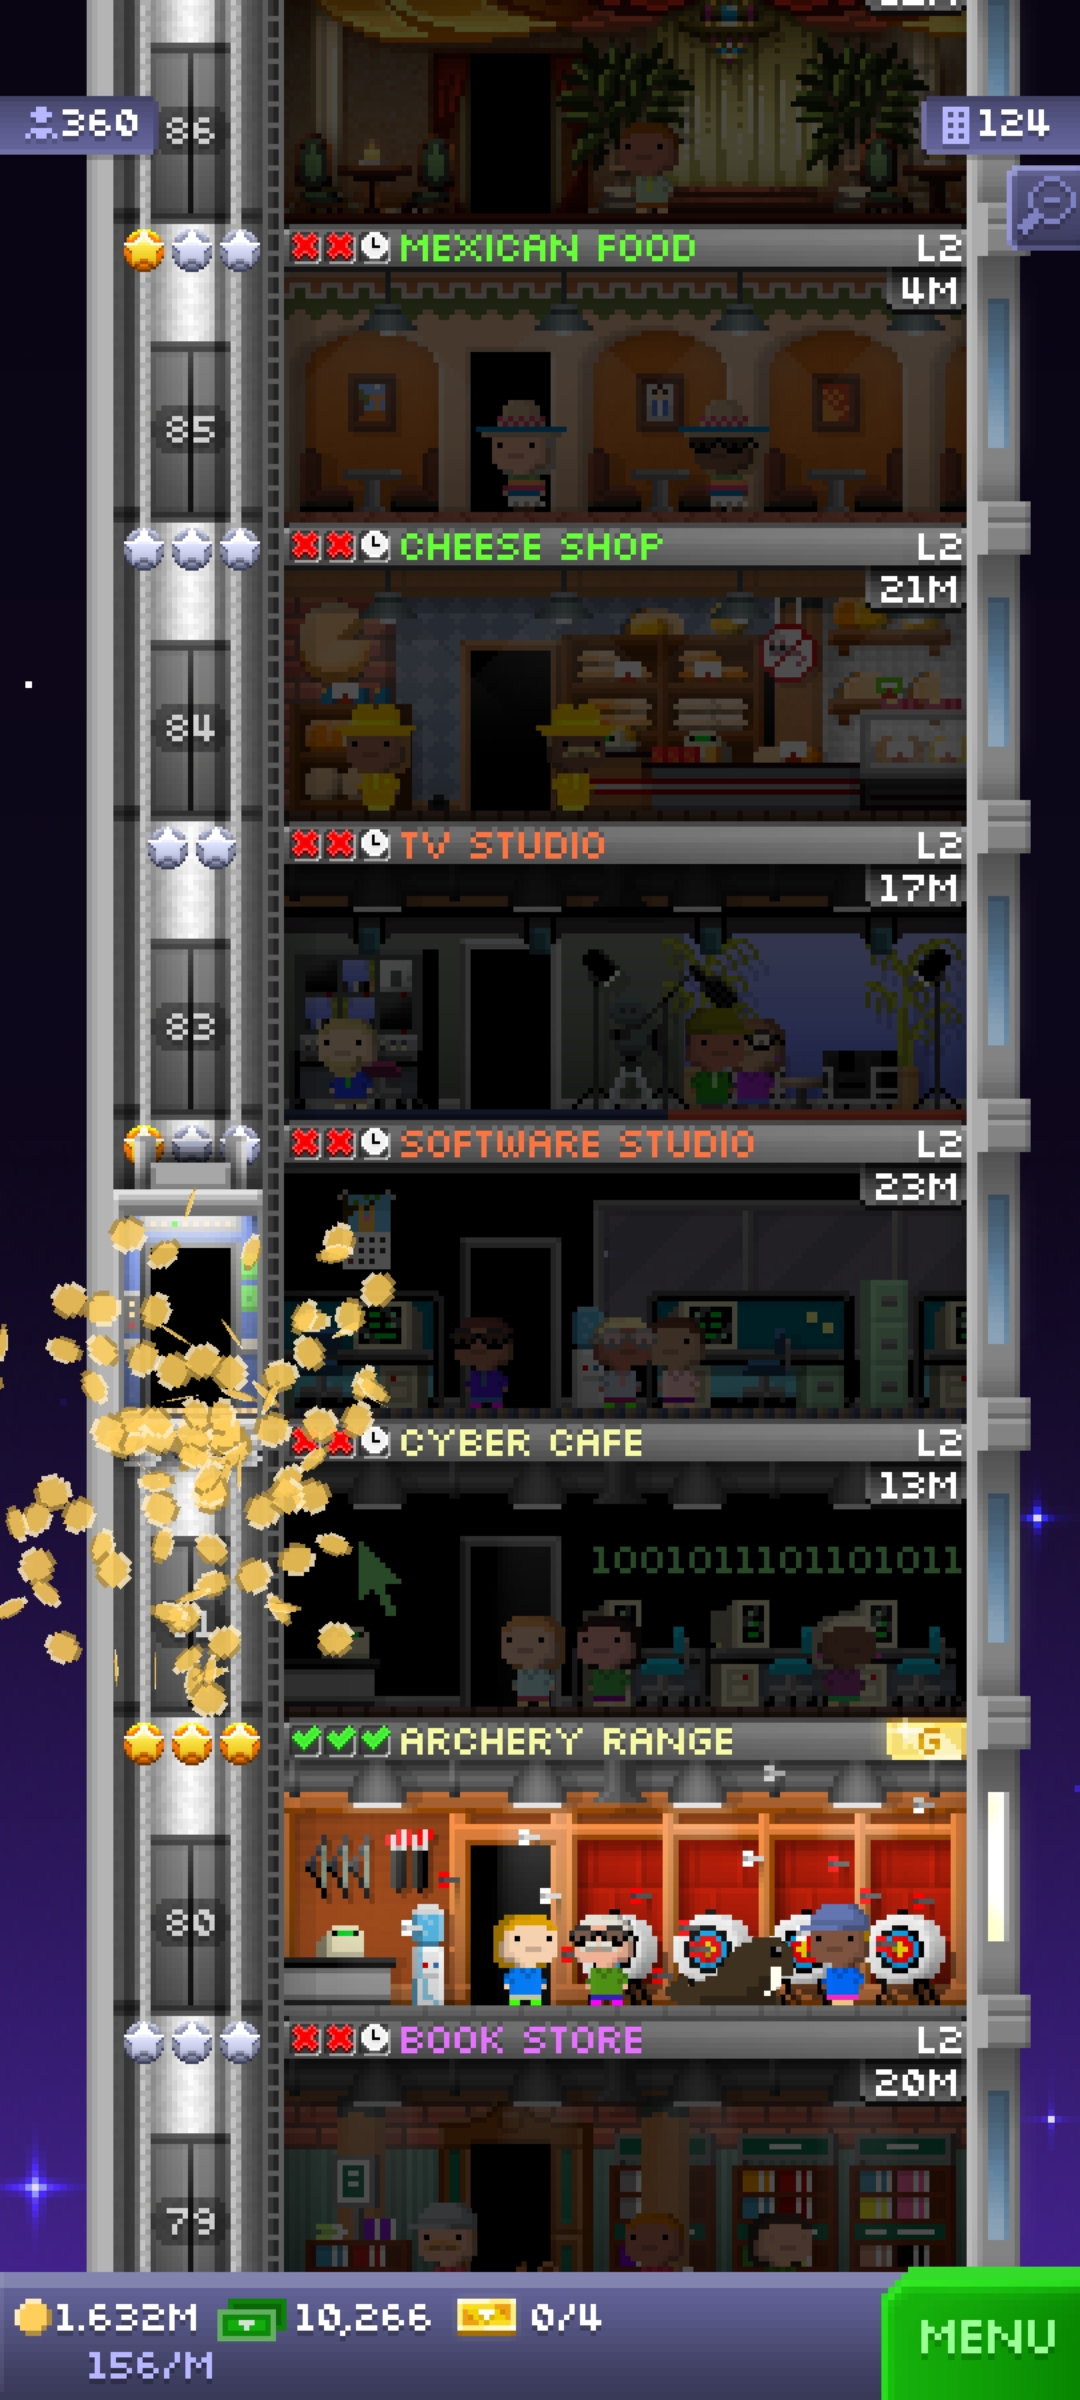 360
124
86
MEXICAN FOOD L2
4M
85
CHEESE SHOP L2
21M
84
TV STUDIO L2
17M
83
SOFTWARE STUDIO L2
23M
CYBER CAFE L2
13M
1001011101101011
ARCHERY RANGE G
80
BOOK STORE L2
20M
79
1.632M 10,266 0/4
156/M
MENU